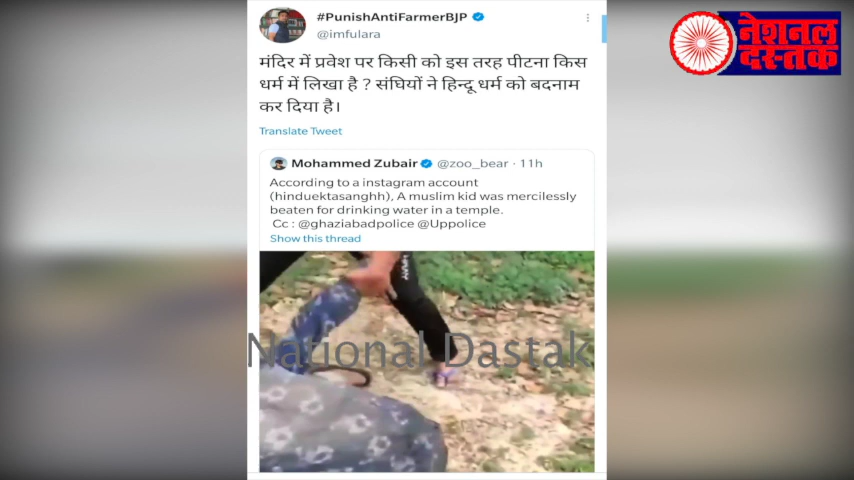 #PunishAntiFarmerBJP
@imfulara
मंदिर में प्रवेश पर किसी को इस तरह पीटना किस
धर्म में लिखा है ? संघियों ने हिन्दू धर्म को बदनाम
कर दिया है।
Translate Tweet
Mohammed Zubair @zoo_bear · 11h
According to a instagram account
(hinduektasanghh), A muslim kid was mercilessly
beaten for drinking water in a temple.
Cc : @ghaziabadpolice @Uppolice
Show this thread
National Dastak
नेशनल
दस्तक